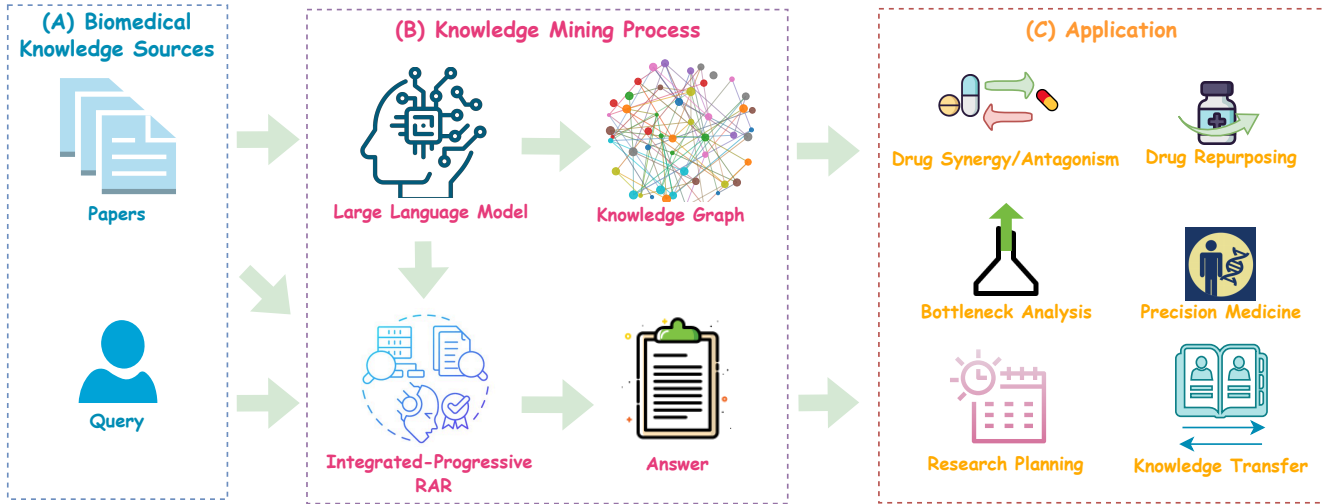 (A) Biomedical
Knowledge Sources
Papers
Query
(B) Knowledge Mining Process
Large Language Model
Knowledge Graph
Integrated-Progressive
RAR
Answer
(C) Application
Drug Synergy/Antagonism
Drug Repurposing
Bottleneck Analysis
Precision Medicine
Research Planning
Knowledge Transfer